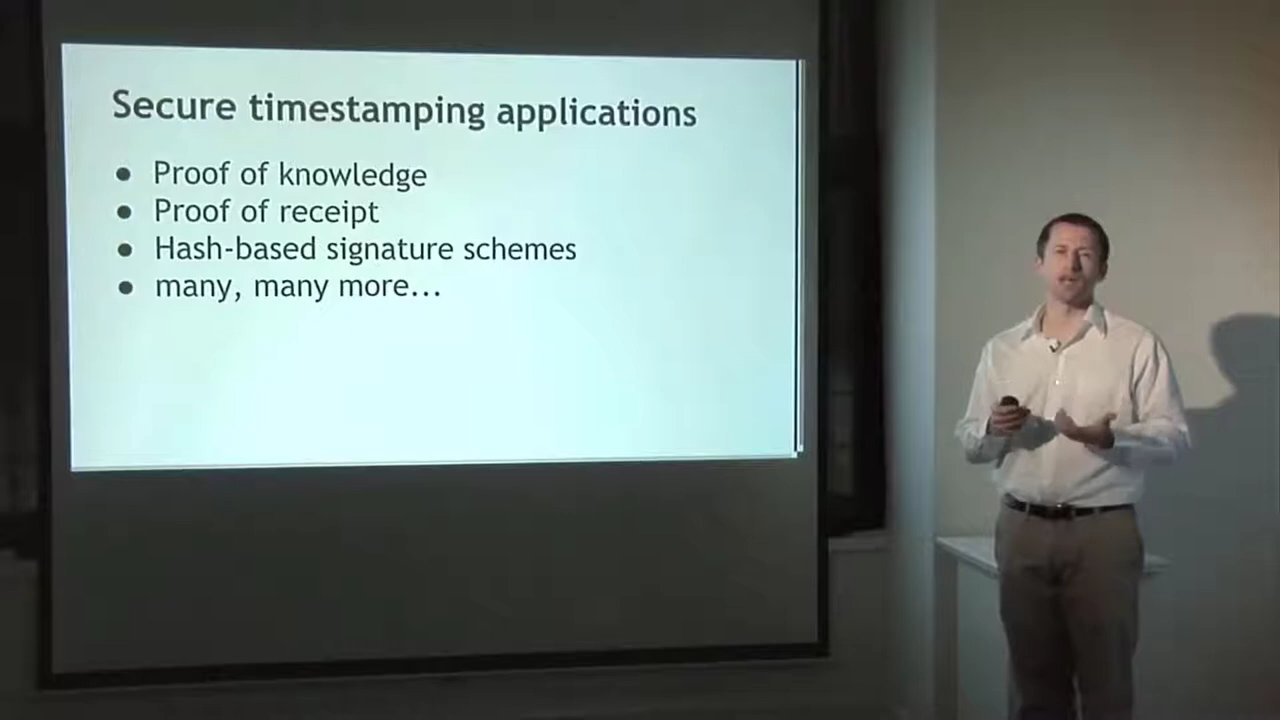 Secure timestamping applications
● Proof of knowledge
● Proof of receipt
● Hash-based signature schemes
● many, many more...